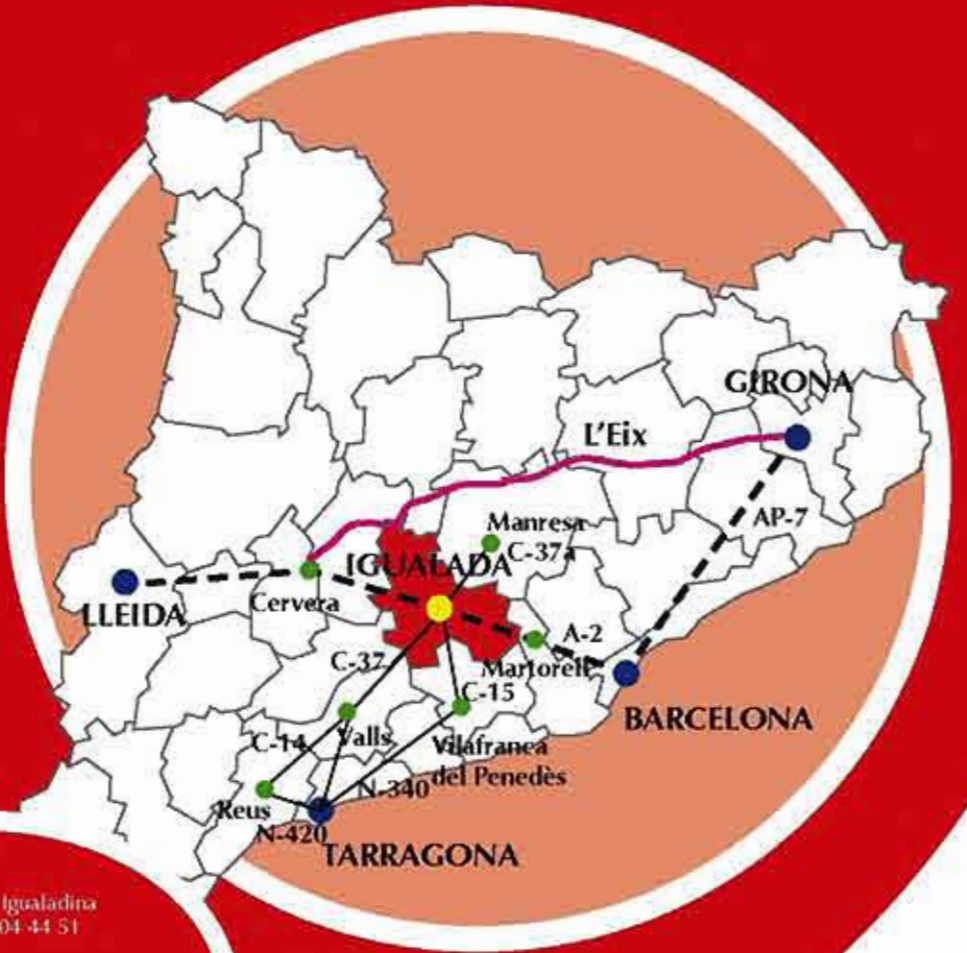 GIRONA
L'Eix
AP-7
Manresa
C-37a
IGUALADA
LLEIDA
Cervera
A-2
Martorell
C-37
C-15
BARCELONA
C-14
Valls
Vilafranca
del Penedès
N-340
Reus
N-420
TARRAGONA
Igualadina
04 44 51